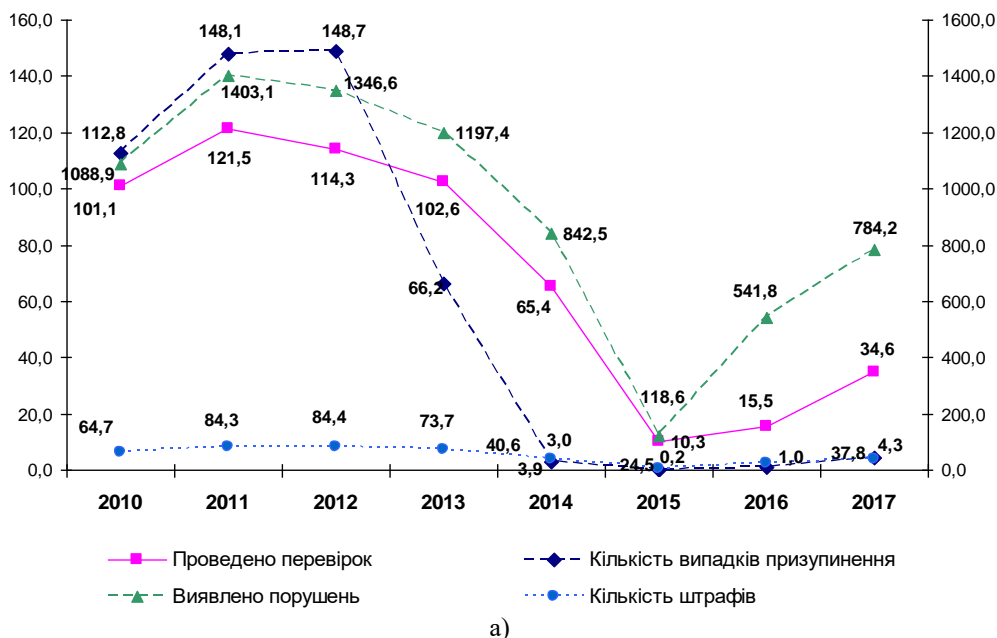 160,0 148,1 148,7 1600,0
140,0 1403,1 1346,6 1400,0
120,0 112,8 121,5 114,3 1197,4 1200,0
100,0 1088,9 101,1 102,6 1000,0
80,0 842,5 784,2 800,0
60,0 66,2 65,4 541,8 600,0
40,0 34,6 400,0
20,0 64,7 84,3 84,4 73,7 118,6 15,5 200,0
0,0 40,6 3,0 3,9 24,5 10,3 0,2 1,0 37,8 4,3 0,0
2010 2011 2012 2013 2014 2015 2016 2017
Проведено перевірок Кількість випадків призупинення
Виявлено порушень Кількість штрафів
а)